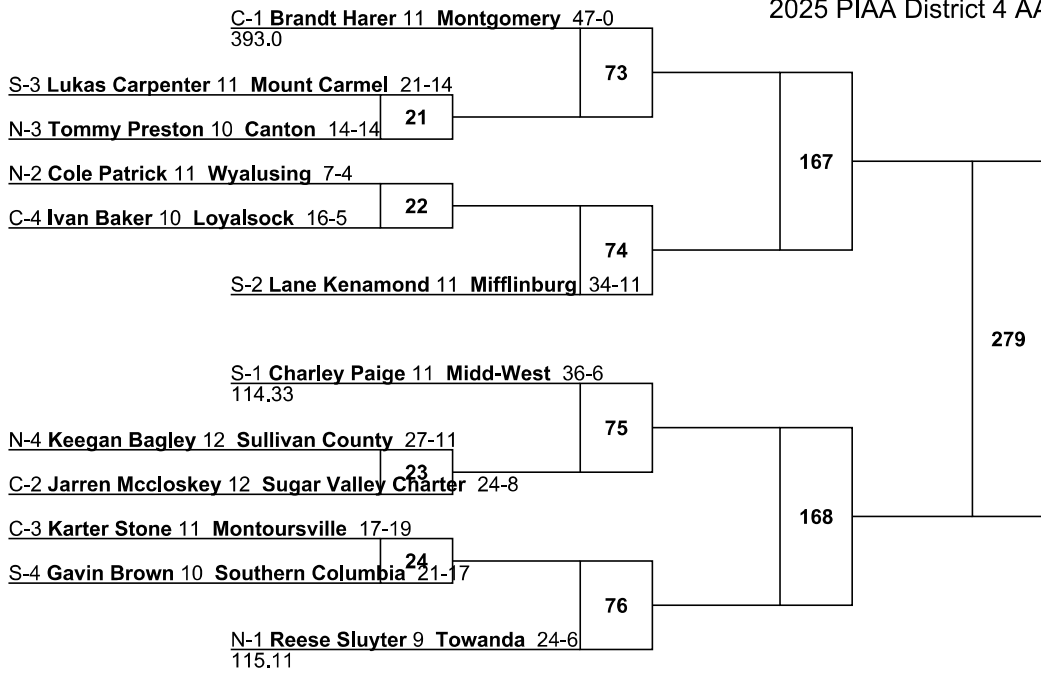 2025 PIAA District 4 AA
C-1 Brandt Harer 11 Montgomery 47-0
393.0
73
S-3 Lukas Carpenter 11 Mount Carmel 21-14
21
N-3 Tommy Preston 10 Canton 14-14
167
N-2 Cole Patrick 11 Wyalusing 7-4
22
C-4 Ivan Baker 10 Loyalsock 16-5
74
S-2 Lane Kenamond 11 Mifflinburg 34-11
279
S-1 Charley Paige 11 Midd-West 36-6
114.33
75
N-4 Keegan Bagley 12 Sullivan County 27-11
23
C-2 Jarren Mccloskey 12 Sugar Valley Charter 24-8
168
C-3 Karter Stone 11 Montoursville 17-19
24
S-4 Gavin Brown 10 Southern Columbia 21-17
76
N-1 Reese Sluyter 9 Towanda 24-6
115.11